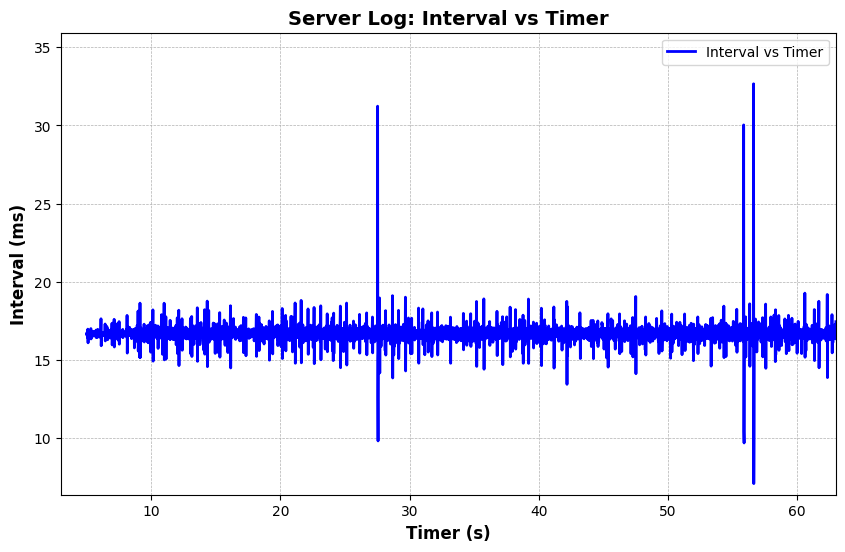 Server Log: Interval vs Timer
Interval vs Timer
35
30
25
20
15
10
Interval (ms)
10 20 30 40 50 60
Timer (s)